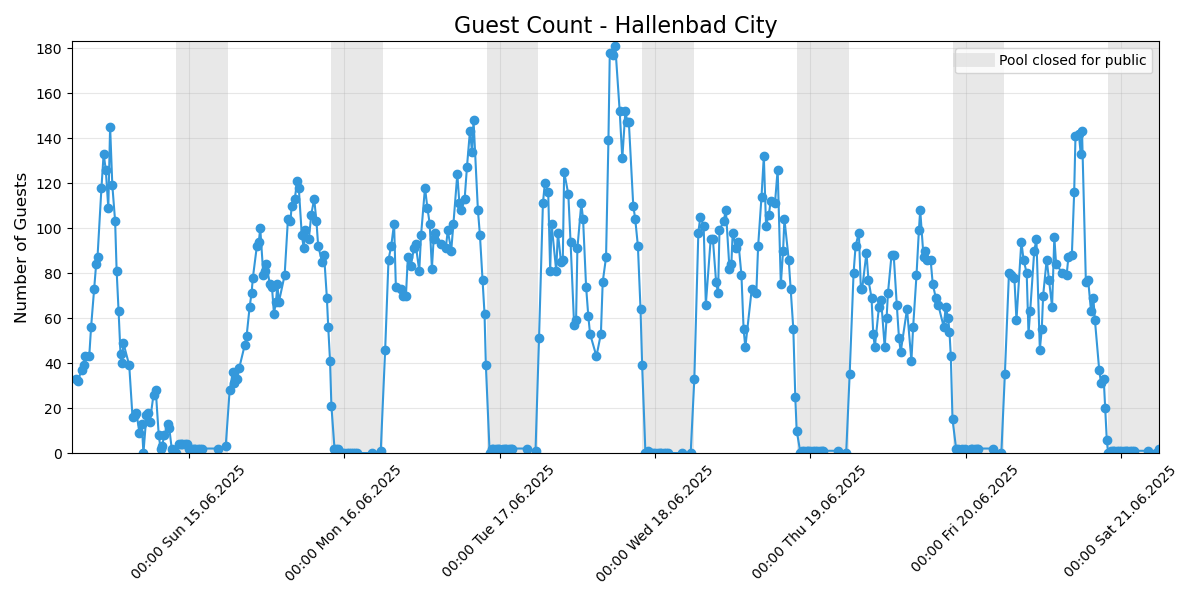 Guest Count - Hallenbad City
Number of Guests
180
160
140
120
100
80
60
40
20
0
Pool closed for public
00:00 Sun 15.06.2025
00:00 Mon 16.06.2025
00:00 Tue 17.06.2025
00:00 Wed 18.06.2025
00:00 Thu 19.06.2025
00:00 Fri 20.06.2025
00:00 Sat 21.06.2025